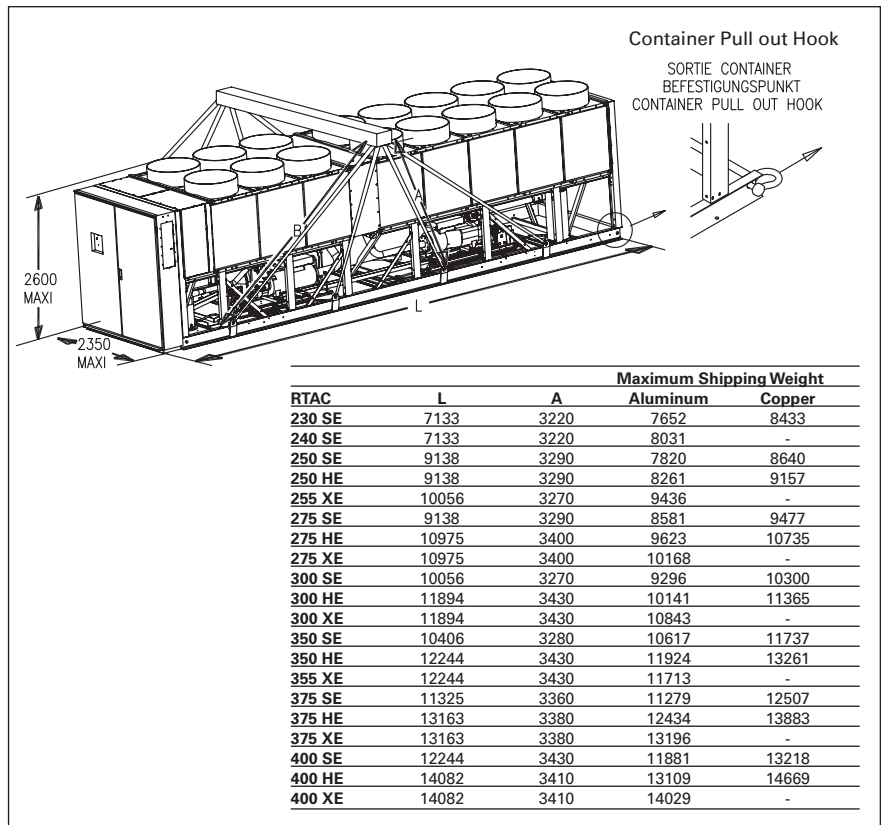 Container Pull out Hook
SORTIE CONTAINER
BEFESTIGUNGSPUNKT
CONTAINER PULL OUT HOOK
A
B
2600
MAXI
L
2350
MAXI
Maximum Shipping Weight
RTAC L A Aluminum Copper
230 SE 7133 3220 7652 8433
240 SE 7133 3220 8031 -
250 SE 9138 3290 7820 8640
250 HE 9138 3290 8261 9157
255 XE 10056 3270 9436 -
275 SE 9138 3290 8581 9477
275 HE 10975 3400 9623 10735
275 XE 10975 3400 10168 -
300 SE 10056 3270 9296 10300
300 HE 11894 3430 10141 11365
300 XE 11894 3430 10843 -
350 SE 10406 3280 10617 11737
350 HE 12244 3430 11924 13261
355 XE 12244 3430 11713 -
375 SE 11325 3360 11279 12507
375 HE 13163 3380 12434 13883
375 XE 13163 3380 13196 -
400 SE 12244 3430 11881 13218
400 HE 14082 3410 13109 14669
400 XE 14082 3410 14029 -